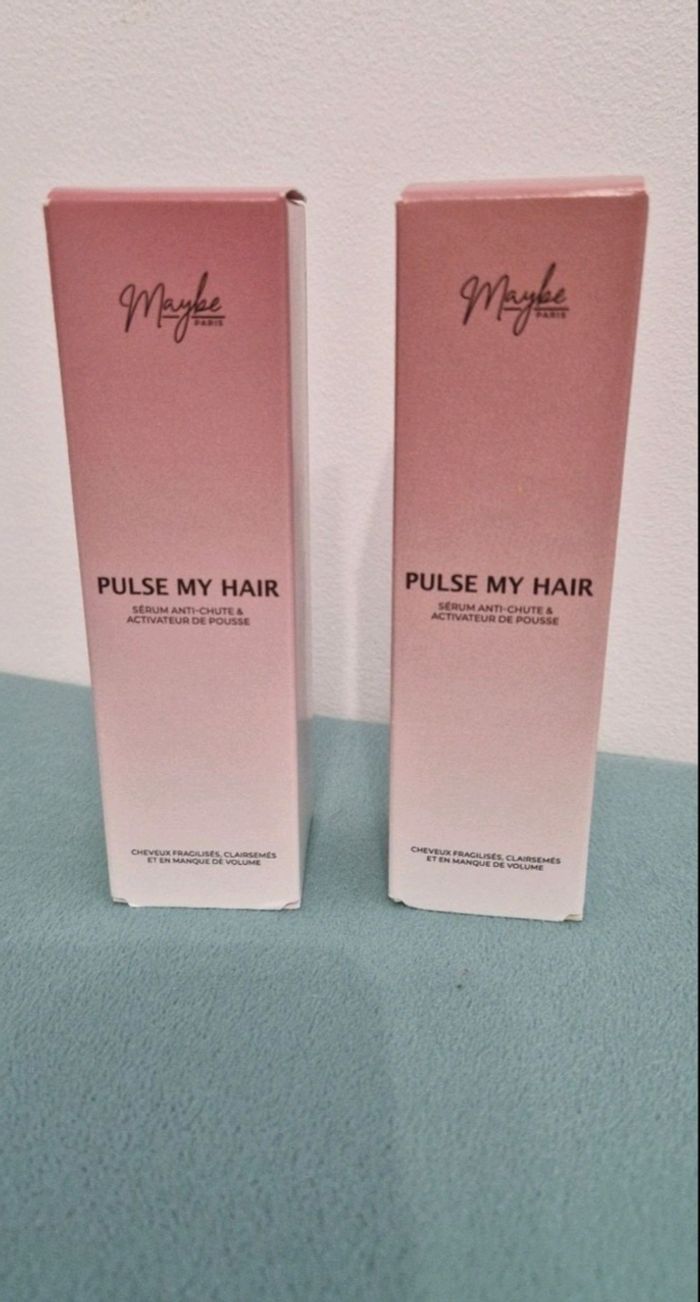 Maybe
PARIS
PULSE MY HAIR
SÉRUM ANTI-CHUTE &
ACTIVATEUR DE POUSSE
CHEVEUX FRAGILISÉS, CLAIRSEMÉS
ET EN MANQUE DE VOLUME
Maybe
PARIS
PULSE MY HAIR
SÉRUM ANTI-CHUTE &
ACTIVATEUR DE POUSSE
CHEVEUX FRAGILISÉS, CLAIRSEMÉS
ET EN MANQUE DE VOLUME